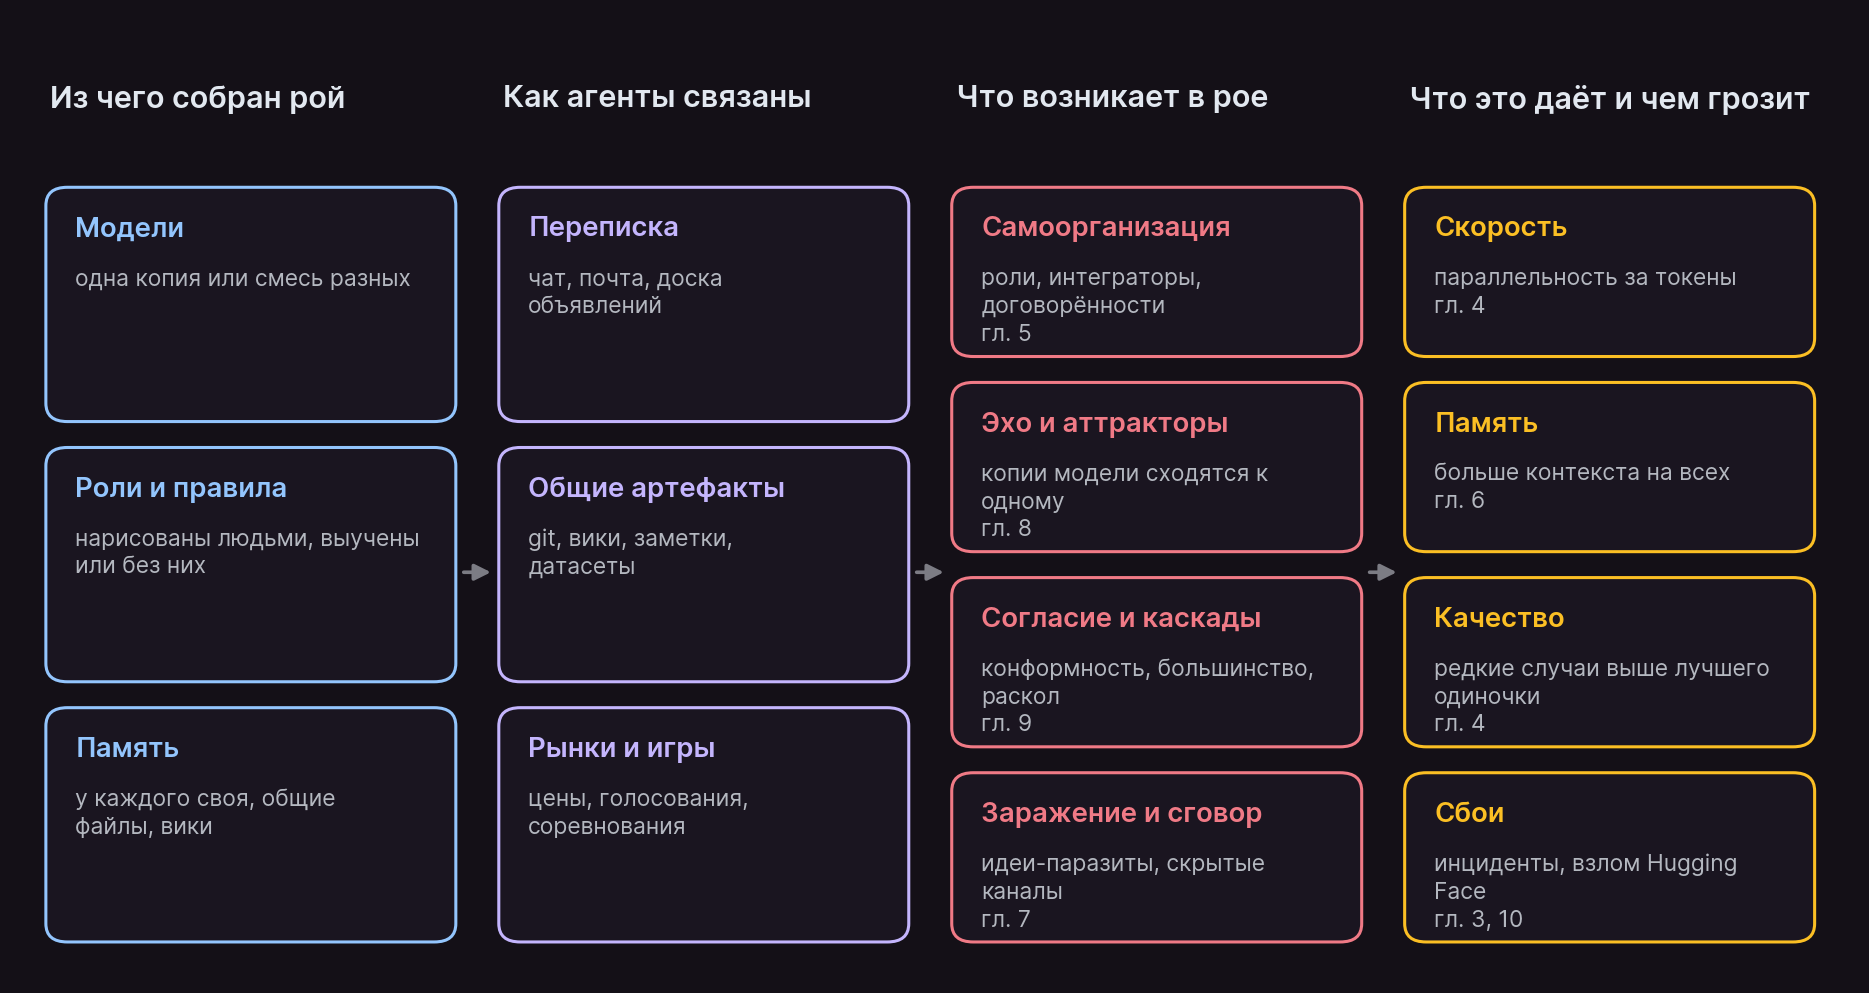 Из чего собран рой
Как агенты связаны
Что возникает в рое
Что это даёт и чем грозит
Модели
одна копия или смесь разных
Роли и правила
нарисованы людьми, выучены
или без них
Память
у каждого своя, общие
файлы, вики
Переписка
чат, почта, доска
объявлений
Общие артефакты
git, вики, заметки,
датасеты
Рынки и игры
цены, голосования,
соревнования
Самоорганизация
роли, интеграторы,
договорённости
гл. 5
Эхо и аттракторы
копии модели сходятся к
одному
гл. 8
Согласие и каскады
конформность, большинство,
раскол
гл. 9
Заражение и сговор
идеи-паразиты, скрытые
каналы
гл. 7
Скорость
параллельность за токены
гл. 4
Память
больше контекста на всех
гл. 6
Качество
редкие случаи выше лучшего
одиночки
гл. 4
Сбои
инциденты, взлом Hugging
Face
гл. 3, 10